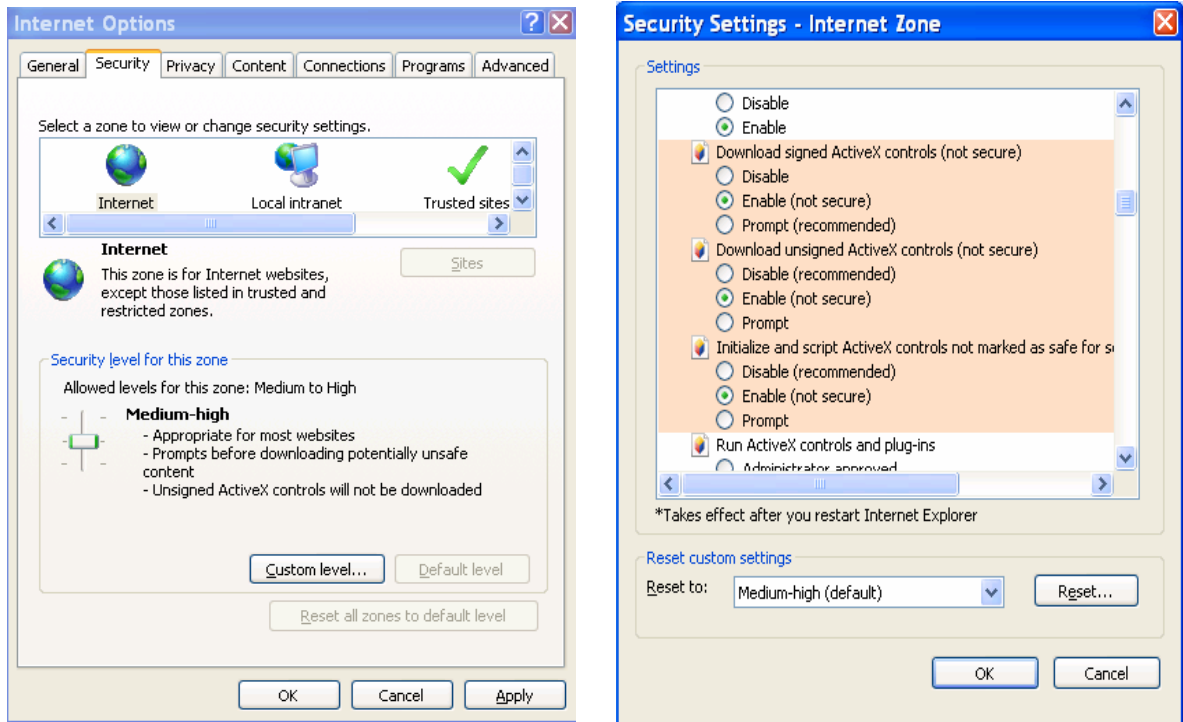 Internet Options
General Security Privacy Content Connections Programs Advanced
Select a zone to view or change security settings.
Internet Local intranet Trusted sites
Internet
This zone is for Internet websites,
except those listed in trusted and
restricted zones.
Sites
Security level for this zone
Allowed levels for this zone: Medium to High
Medium-high
- Appropriate for most websites
- Prompts before downloading potentially unsafe
content
- Unsigned ActiveX controls will not be downloaded
Custom level... Default level
Reset all zones to default level
OK Cancel Apply
Security Settings - Internet Zone
Settings
Disable
Enable
Download signed ActiveX controls (not secure)
Disable
Enable (not secure)
Prompt (recommended)
Download unsigned ActiveX controls (not secure)
Disable (recommended)
Enable (not secure)
Prompt
Initialize and script ActiveX controls not marked as safe for
Disable (recommended)
Enable (not secure)
Prompt
Run ActiveX controls and plug-ins
Administrator approved
*Takes effect after you restart Internet Explorer
Reset custom settings
Reset to: Medium-high (default) Reset...
OK Cancel